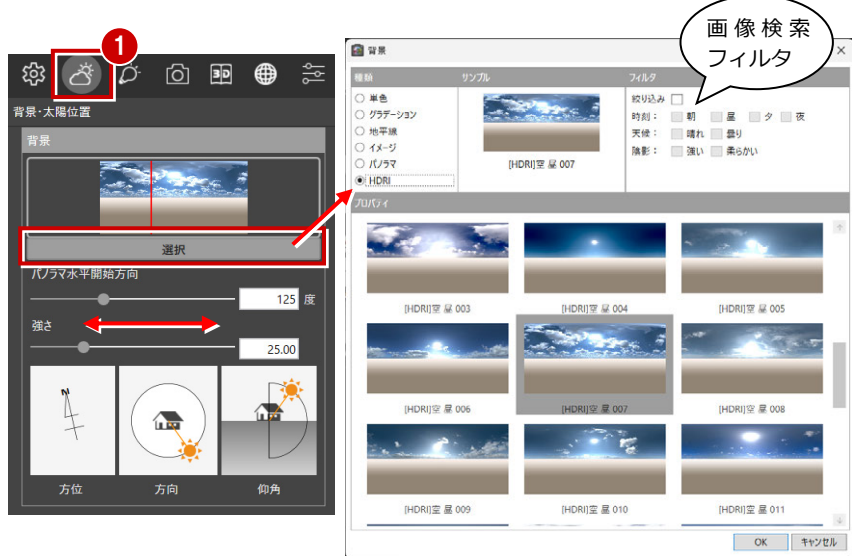 1
3D
背景・太陽位置
背景
選択
パノラマ水平開始方向
125 度
強さ
25.00
N
方位 方向 仰角
画像検索
フィルタ
背景
種類 サンプル フィルタ
単色
グラデーション
地平線
イメージ
パノラマ
HDRI
[HDRI]空 昼 007
絞り込み
時刻： 朝 昼 夕 夜
天候： 晴れ 曇り
陰影： 強い 柔らかい
プロパティ
[HDRI]空 昼 003 [HDRI]空 昼 004 [HDRI]空 昼 005
[HDRI]空 昼 006 [HDRI]空 昼 007 [HDRI]空 昼 008
[HDRI]空 昼 009 [HDRI]空 昼 010 [HDRI]空 昼 011
OK キャンセル